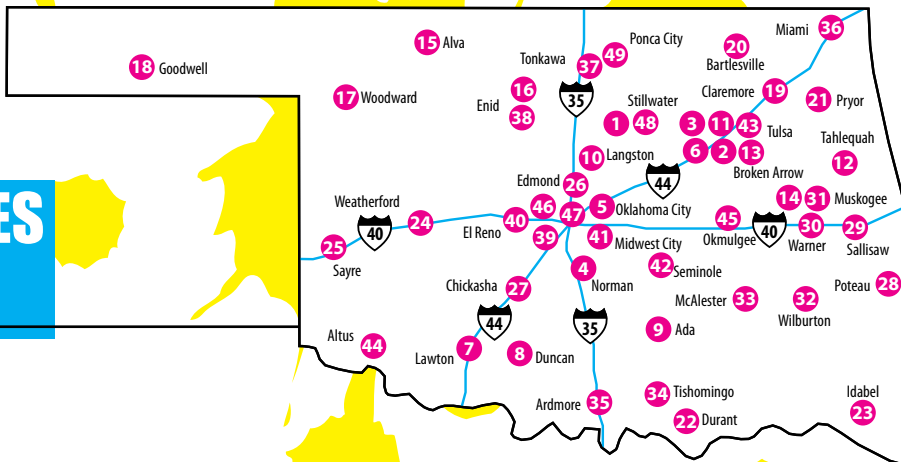 36
Miami
15 Alva
49 Ponca City
20
Bartlesville
18 Goodwell
Tonkawa
37
17 Woodward
16
Enid
38
35
Stillwater
1 48
Claremore
19
21
Pryor
3 11 43
Tulsa
6 2 13
Broken Arrow
Tahlequah
12
10
Langston
44
Edmond
26
14 31 Muskogee
Weatherford
ES
40
24
46
40
El Reno
47
5
Oklahoma City
45
Okmulgee
40
30
Warner
29
Sallisaw
25
Sayre
39
41
Midwest City
4
Norman
42
Seminole
Chickasha
27
McAlester
33
32
Wilburton
Poteau
28
44
35
Altus
44
Lawton
7
8 Duncan
9 Ada
Ardmore
35
34 Tishomingo
22 Durant
Idabel
23